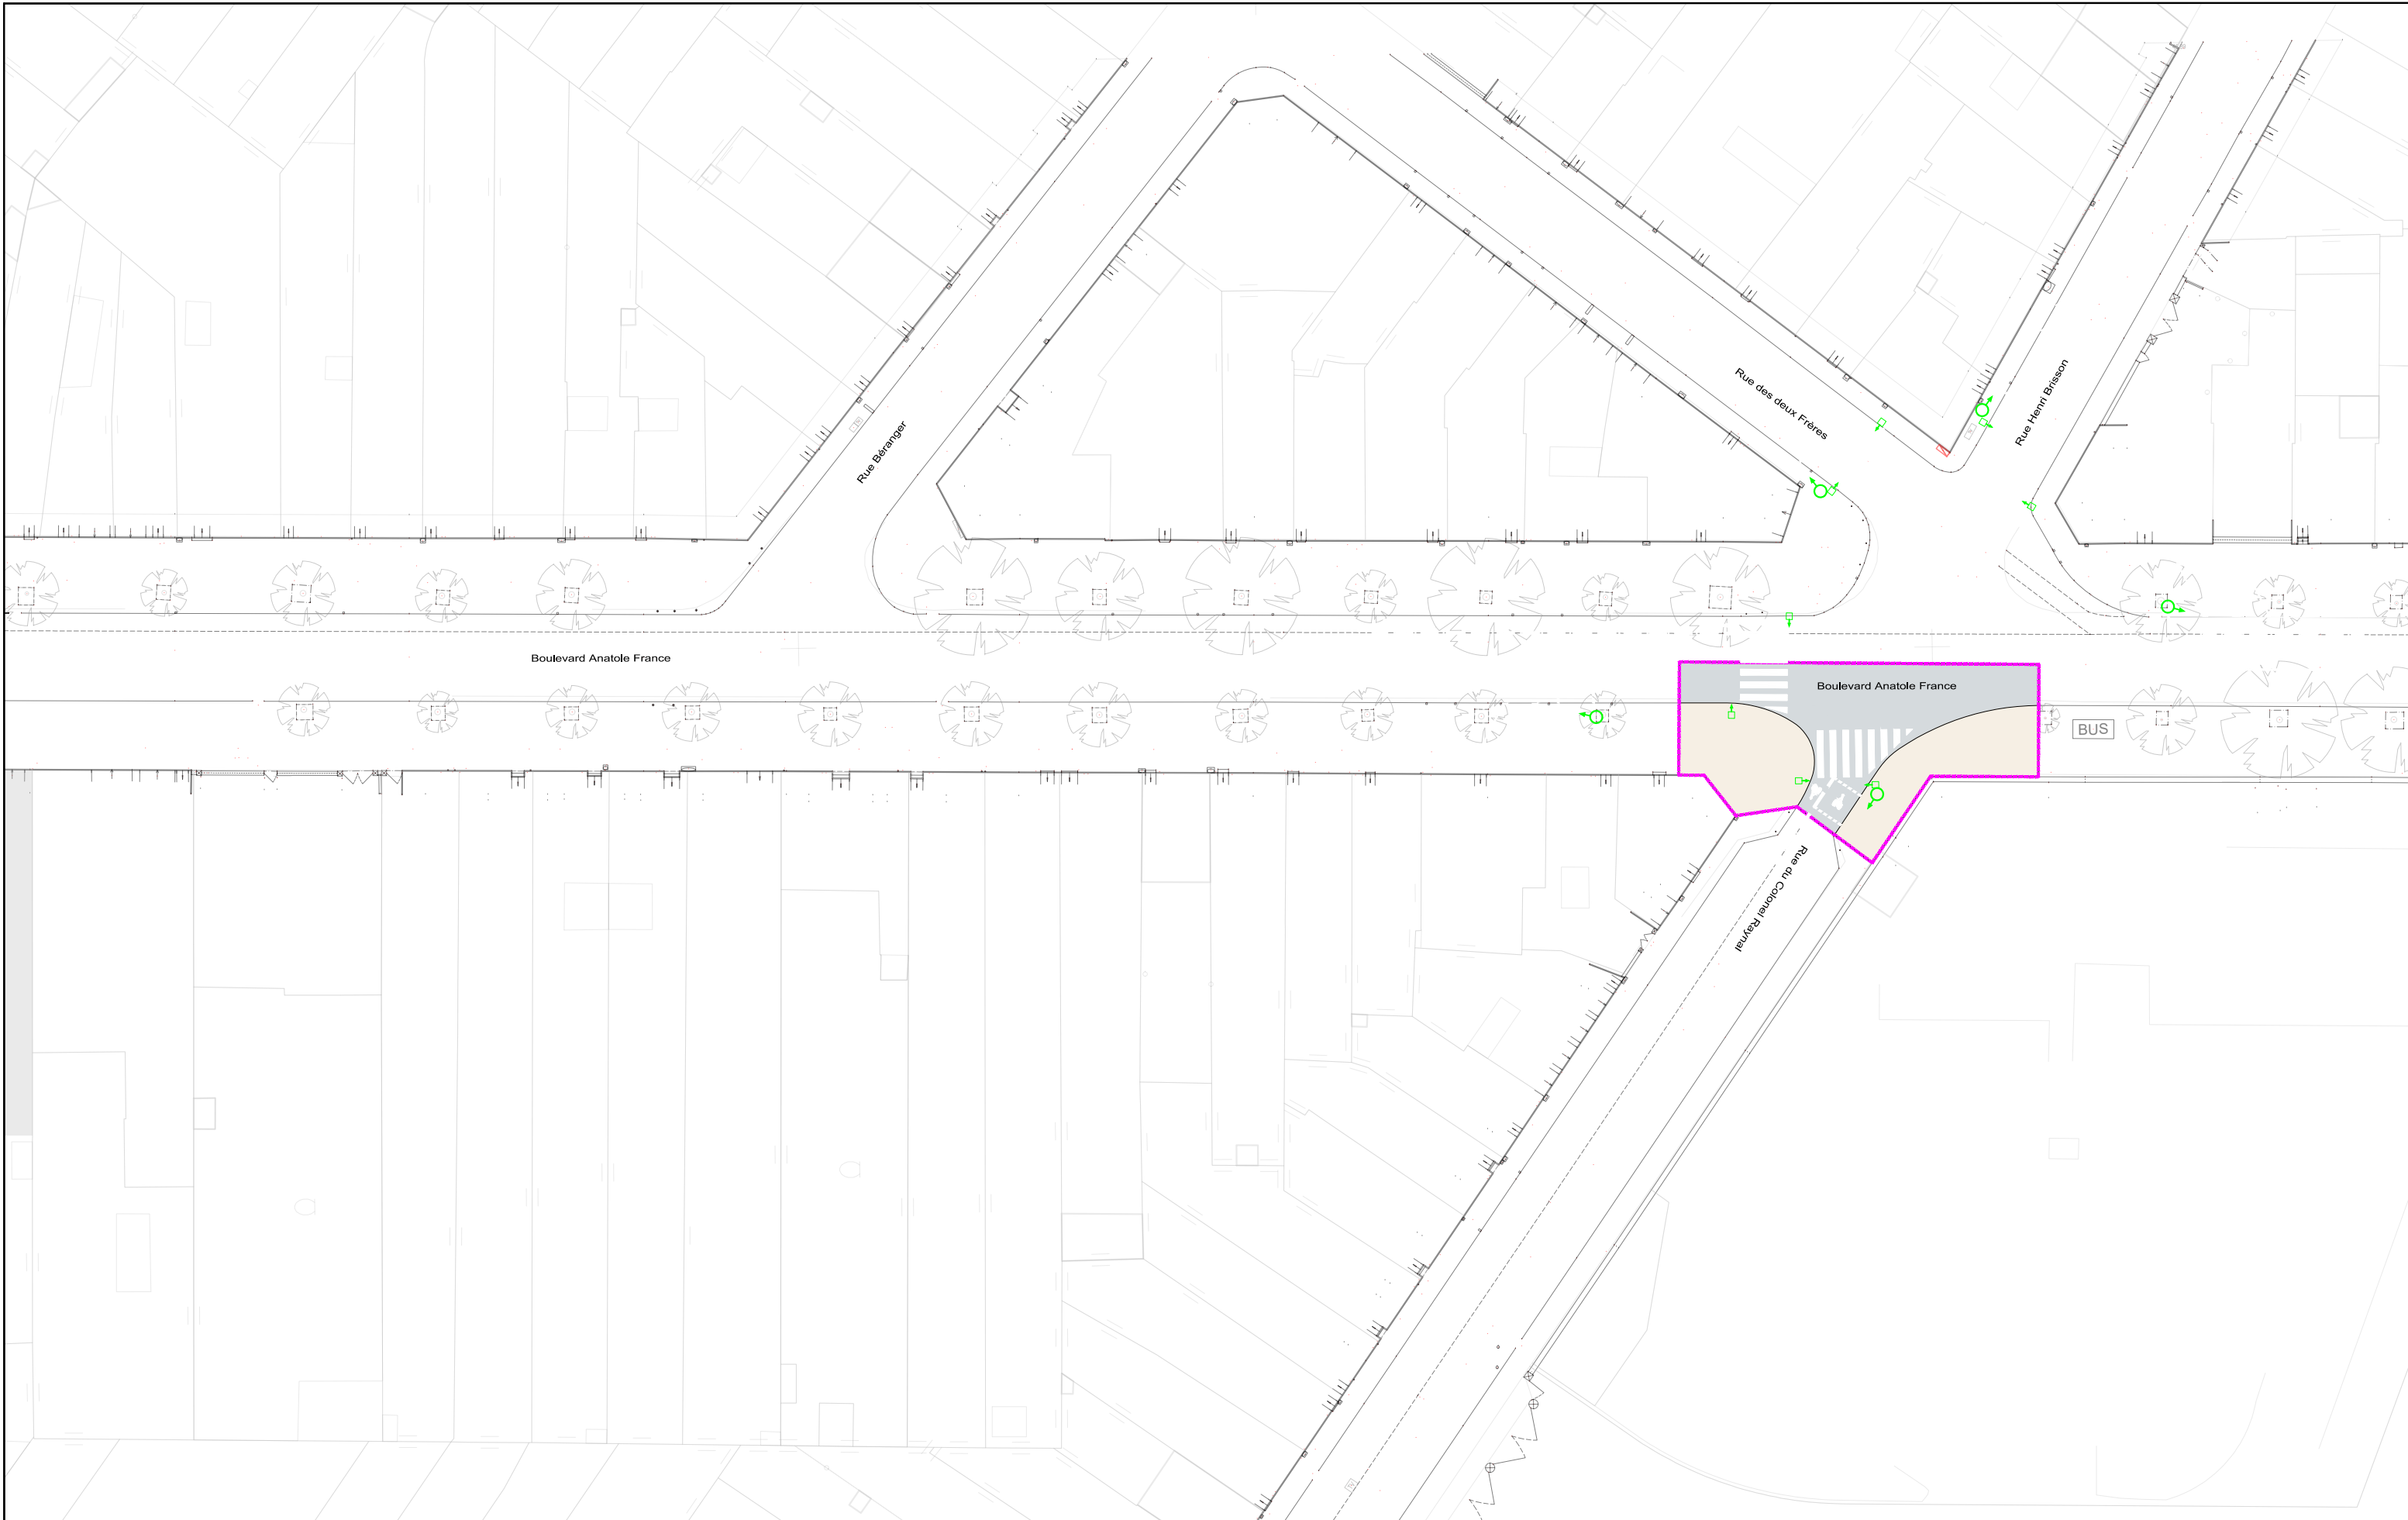 Rue des deux Frères
Rue Henri Brisson
Rue Béranger
Boulevard Anatole France
Boulevard Anatole France
BUS
Rue du Colonel Raynal